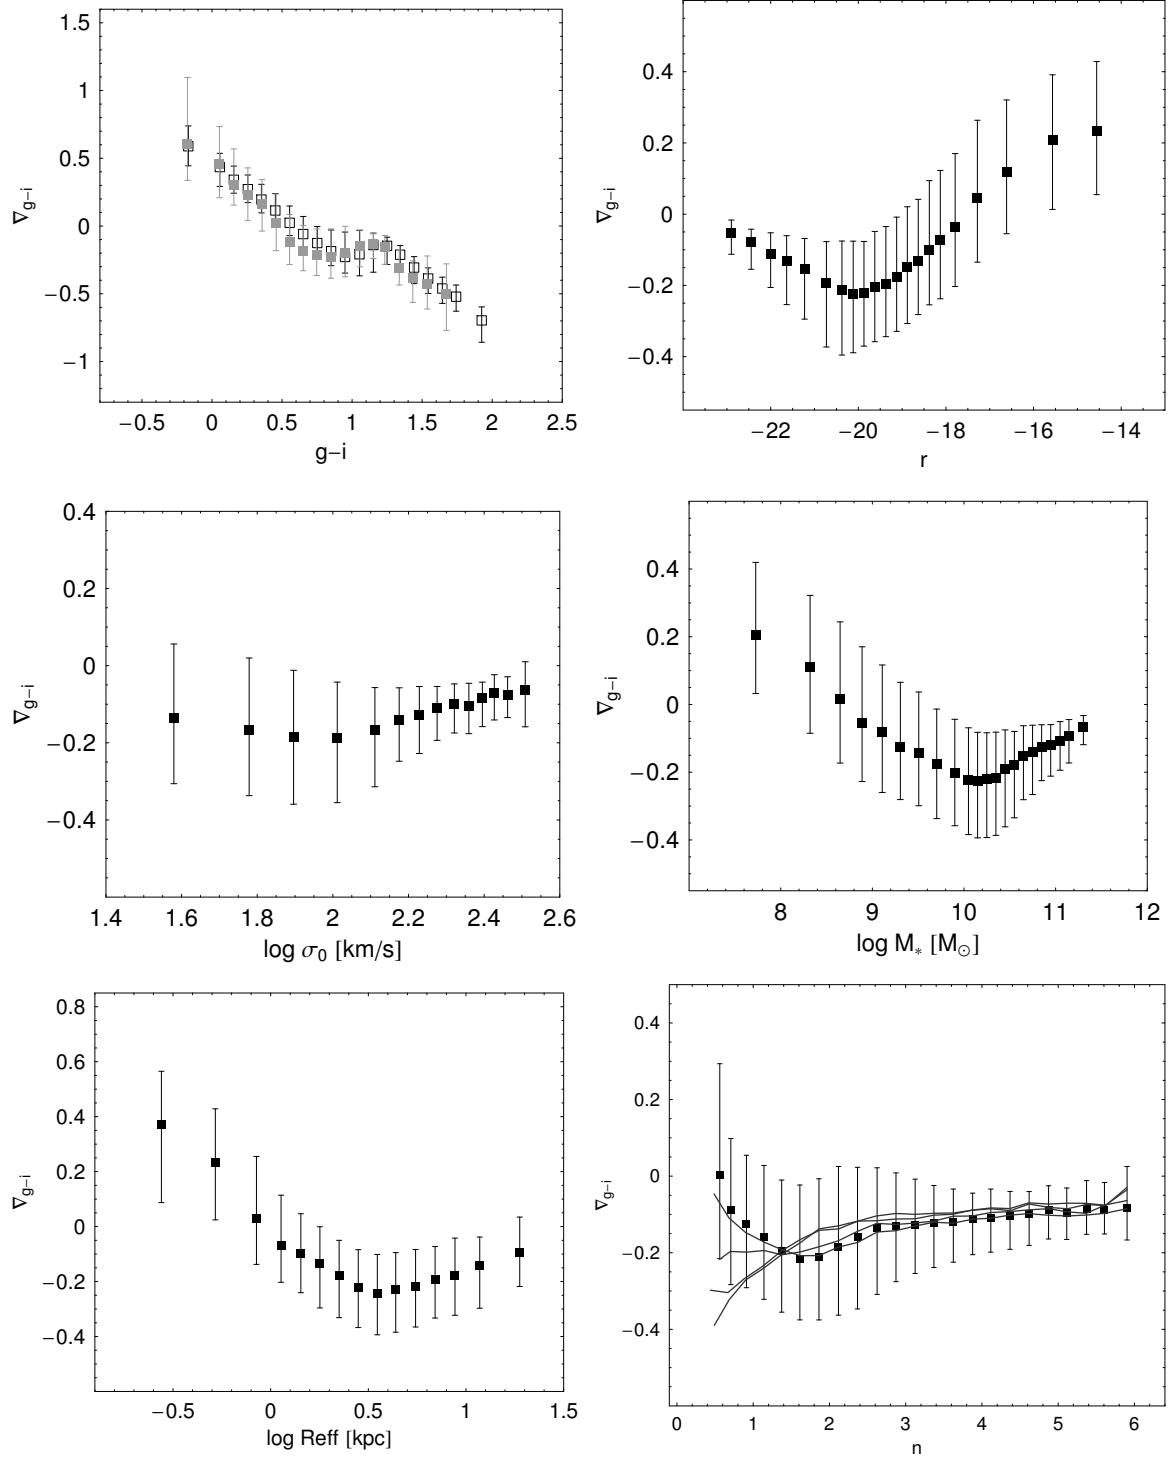 1.5
1
0.5
0
−0.5
−1
∇g−i
−0.5 0 0.5 1 1.5 2 2.5
g−i
0.4
0.2
0
−0.2
−0.4
∇g−i
−22 −20 −18 −16 −14
r
0.4
0.2
0
−0.2
−0.4
∇g−i
1.4 1.6 1.8 2 2.2 2.4 2.6
log σ0 [km/s]
0.4
0.2
0
−0.2
−0.4
∇g−i
8 9 10 11 12
log M* [M⊙]
0.8
0.6
0.4
0.2
0
−0.2
−0.4
∇g−i
−0.5 0 0.5 1 1.5
log Reff [kpc]
0.4
0.2
0
−0.2
−0.4
∇g−i
0 1 2 3 4 5 6
n